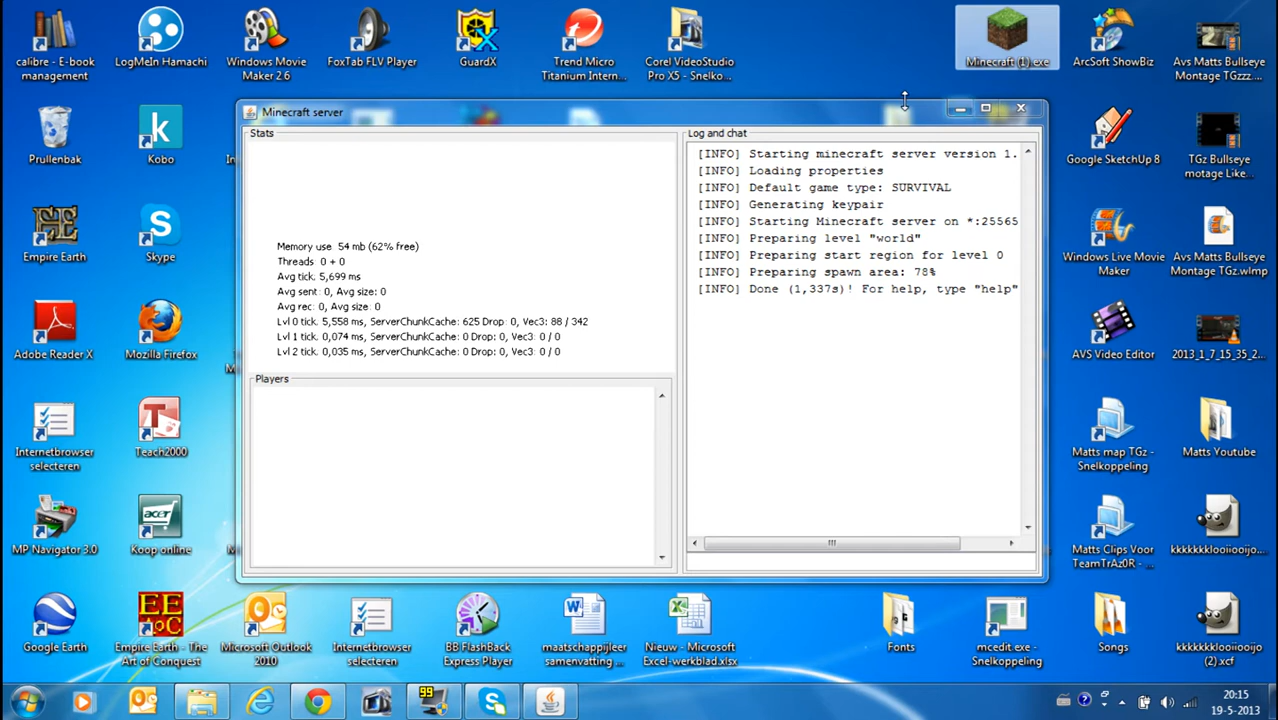 calibre - E-book
management
LogMeIn Hamachi
Windows Movie
Maker 2.6
FoxTab FLV Player
GuardX
Trend Micro
Titanium Intern...
Corel VideoStudio
Pro X5 - Snelko...
Minecraft (1).exe
ArcSoft ShowBiz
Avs Matts Bullseye
Montage TGzzz....
Prullenbak
Kobo
Google SketchUp 8
TGz Bullseye
motage Like...
Empire Earth
Skype
Windows Live Movie
Maker
Avs Matts Bullseye
Montage TGz.wlmp
Adobe Reader X
Mozilla Firefox
AVS Video Editor
2013_1_7_15_35_2...
Internetbrowser
selecteren
Teach2000
Matts map TGz -
Snelkoppeling
Matts Youtube
MP Navigator 3.0
acer
Koop online
Matts Clips Voor
TeamTrAz0R - ...
kkkkkkklooiiooijo...
Google Earth
EE
AoC
Empire Earth - The
Art of Conquest
Microsoft Outlook
2010
Internetbrowser
selecteren
BB FlashBack
Express Player
maatschappijleer
samenvatting ...
Nieuw - Microsoft
Excel-werkblad.xlsx
Fonts
mcedit.exe -
Snelkoppeling
Songs
kkkkkkklooiiooijo
(2).xcf
Minecraft server
Stats
Memory use 54 mb (62% free)
Threads 0 + 0
Avg tick. 5,699 ms
Avg sent: 0, Avg size: 0
Avg rec: 0, Avg size: 0
Lvl 0 tick. 5,558 ms, ServerChunkCache: 625 Drop: 0, Vec3: 88 / 342
Lvl 1 tick. 0,074 ms, ServerChunkCache: 0 Drop: 0, Vec3: 0 / 0
Lvl 2 tick. 0,035 ms, ServerChunkCache: 0 Drop: 0, Vec3: 0 / 0
Players
Log and chat
[INFO] Starting minecraft server version 1.
[INFO] Loading properties
[INFO] Default game type: SURVIVAL
[INFO] Generating keypair
[INFO] Starting Minecraft server on *:25565
[INFO] Preparing level "world"
[INFO] Preparing start region for level 0
[INFO] Preparing spawn area: 78%
[INFO] Done (1,337s)! For help, type "help"
99
20:15
19-5-2013